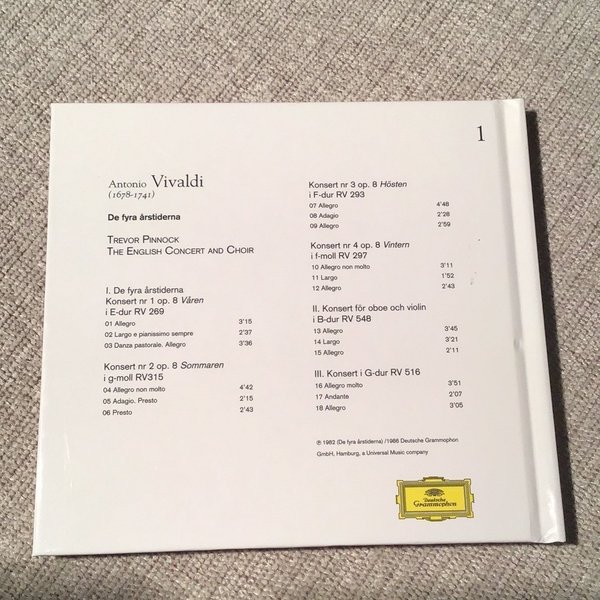 1
Antonio Vivaldi
(1678-1741)
De fyra årstiderna
TREVOR PINNOCK
THE ENGLISH CONCERT AND CHOIR
I. De fyra årstiderna
Konsert nr 1 op. 8 Våren
i E-dur RV 269
01 Allegro 3'15
02 Largo e pianissimo sempre 2'37
03 Danza pastorale. Allegro 3'36
Konsert nr 2 op. 8 Sommaren
i g-moll RV315
04 Allegro non molto 4'42
05 Adagio. Presto 2'15
06 Presto 2'43
Konsert nr 3 op. 8 Hösten
i F-dur RV 293
07 Allegro 4'48
08 Adagio 2'28
09 Allegro 2'59
Konsert nr 4 op. 8 Vintern
i f-moll RV 297
10 Allegro non molto 3'11
11 Largo 1'52
12 Allegro 2'43
II. Konsert för oboe och violin
i B-dur RV 548
13 Allegro 3'45
14 Largo 3'21
15 Allegro 2'11
III. Konsert i G-dur RV 516
16 Allegro molto 3'51
17 Andante 2'07
18 Allegro 3'05
℗ 1982 (De fyra årstiderna) /1986 Deutsche Grammophon
GmbH, Hamburg, a Universal Music company
Deutsche
Grammophon